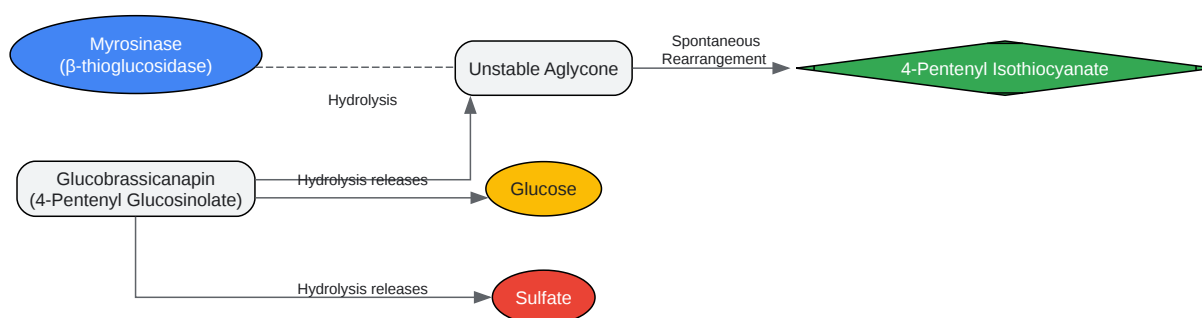 Myrosinase
(β-thioglucosidase)
Unstable Aglycone
Spontaneous
Rearrangement
4-Pentenyl Isothiocyanate
Hydrolysis
Glucobrassicanapin
(4-Pentenyl Glucosinolate)
Hydrolysis releases
Glucose
Hydrolysis releases
Sulfate